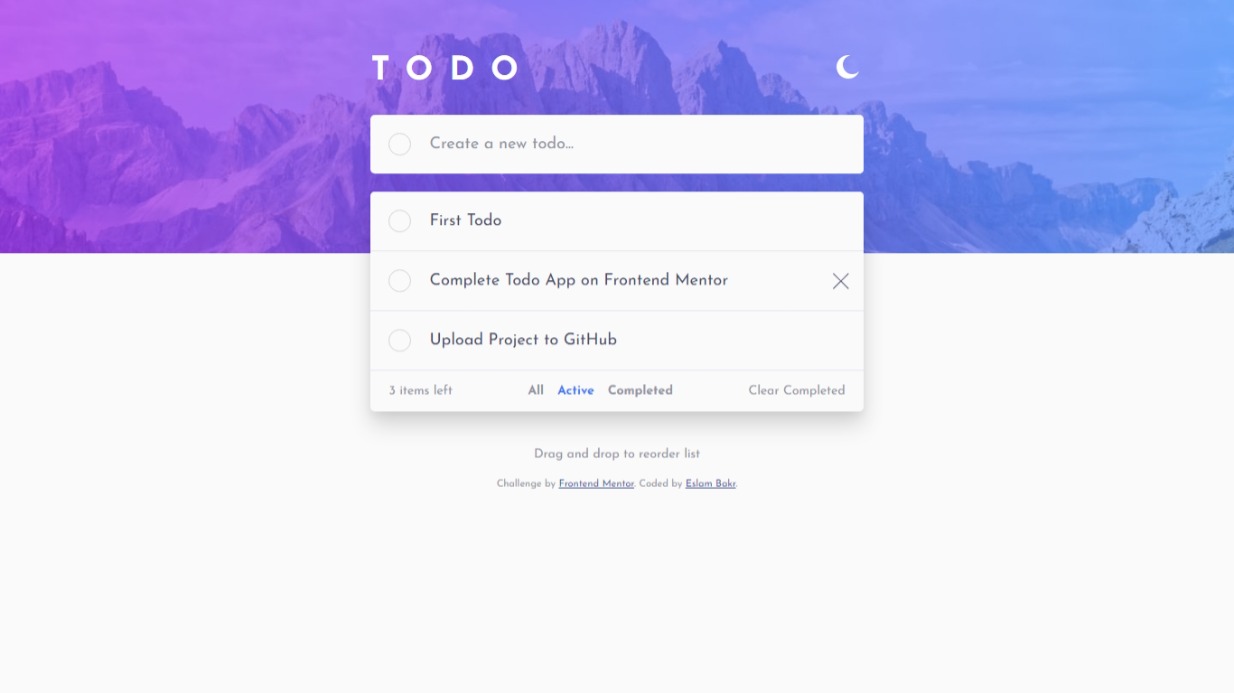 TODO
Create a new todo...
First Todo
Complete Todo App on Frontend Mentor
Upload Project to GitHub
3 items left All Active Completed Clear Completed
Drag and drop to reorder list
Challenge by Frontend Mentor. Coded by Eslam Bakr.